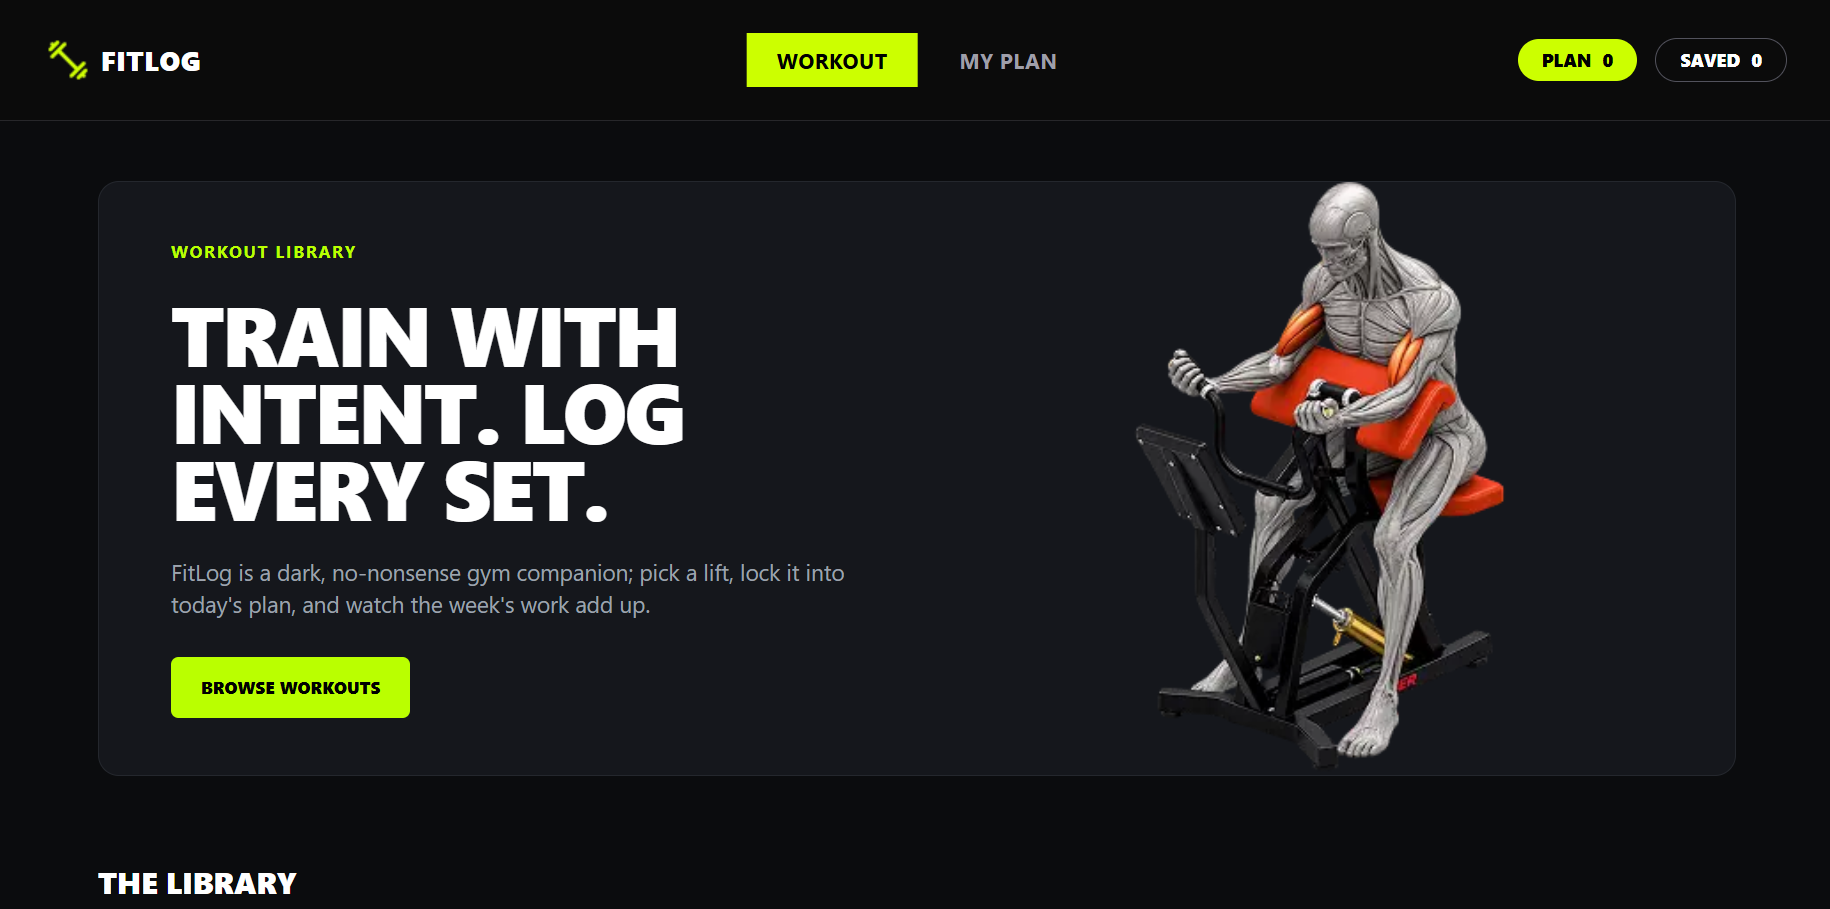 FITLOG
WORKOUT
MY PLAN
PLAN 0
SAVED 0
WORKOUT LIBRARY
TRAIN WITH
INTENT. LOG
EVERY SET.
FitLog is a dark, no-nonsense gym companion; pick a lift, lock it into
today's plan, and watch the week's work add up.
BROWSE WORKOUTS
THE LIBRARY